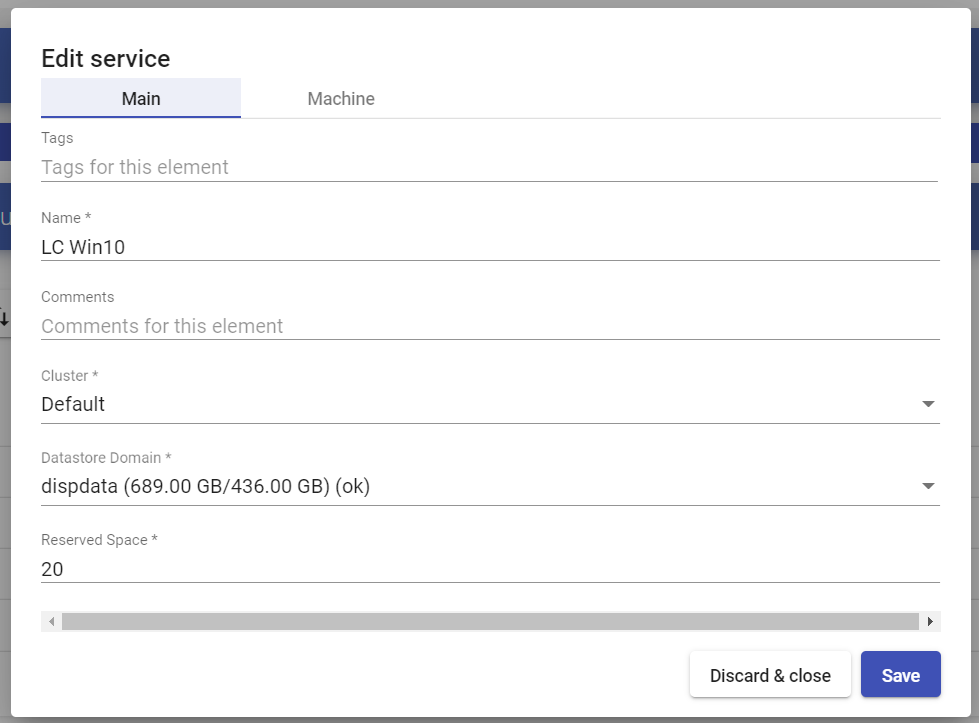 Edit service
Main Machine
Tags
Tags for this element
Name *
LC Win10
Comments
Comments for this element
Cluster *
Default
Datastore Domain *
dispdata (689.00 GB/436.00 GB) (ok)
Reserved Space *
20
Discard & close Save